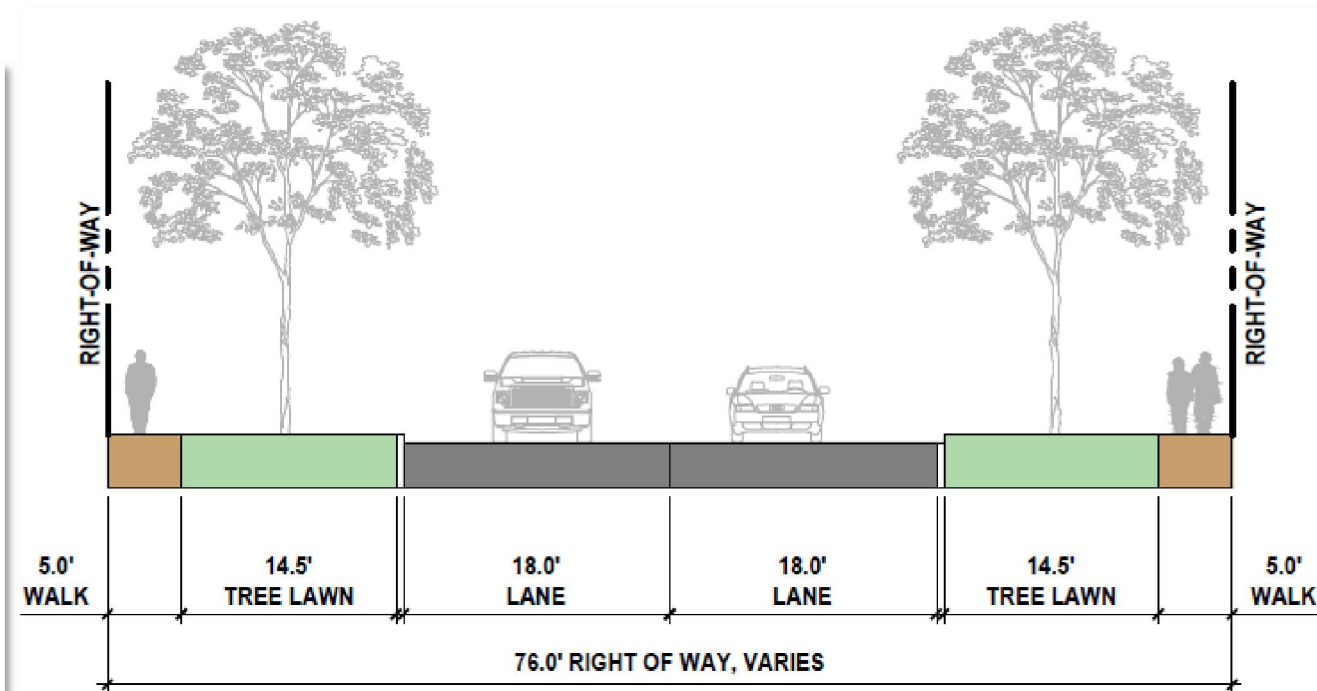 RIGHT-OF-WAY
RIGHT-OF-WAY
5.0'
WALK
14.5'
TREE LAWN
18.0'
LANE
18.0'
LANE
14.5'
TREE LAWN
5.0'
WALK
76.0' RIGHT OF WAY, VARIES